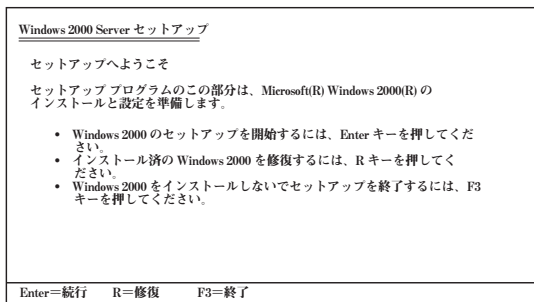 Windows 2000 Server セットアップ
セットアップへようこそ
セットアップ プログラムのこの部分は、Microsoft(R) Windows 2000(R) の
インストールと設定を準備します。
• Windows 2000 のセットアップを開始するには、Enter キーを押してくだ
さい。
• インストール済の Windows 2000 を修復するには、R キーを押してく
ださい。
• Windows 2000 をインストールしないでセットアップを終了するには、F3
キーを押してください。
Enter＝続行 R＝修復 F3＝終了